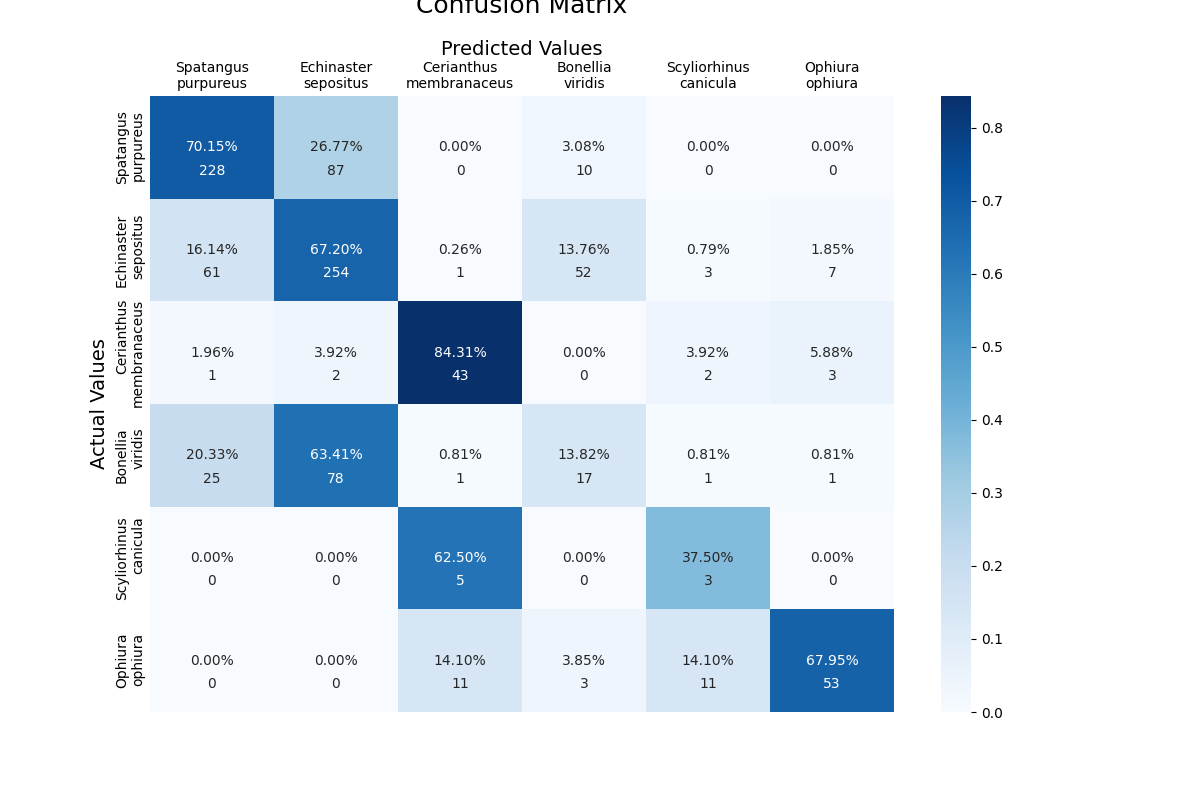 Confusion Matrix
Predicted Values
Spatangus purpureus
Echinaster sepositus
Cerianthus membranaceus
Bonellia viridis
Scyliorhinus canicula
Ophiura ophiura
Actual Values
Spatangus purpureus
70.15% 26.77% 0.00% 3.08% 0.00% 0.00%
228 87 0 10 0 0
Echinaster sepositus
16.14% 67.20% 0.26% 13.76% 0.79% 1.85%
61 254 1 52 3 7
Cerianthus membranaceus
1.96% 3.92% 84.31% 0.00% 3.92% 5.88%
1 2 43 0 2 3
Bonellia viridis
20.33% 63.41% 0.81% 13.82% 0.81% 0.81%
25 78 1 17 1 1
Scyliorhinus canicula
0.00% 0.00% 62.50% 0.00% 37.50% 0.00%
0 0 5 0 3 0
Ophiura ophiura
0.00% 0.00% 14.10% 3.85% 14.10% 67.95%
0 0 11 3 11 53
0.8
0.7
0.6
0.5
0.4
0.3
0.2
0.1
0.0